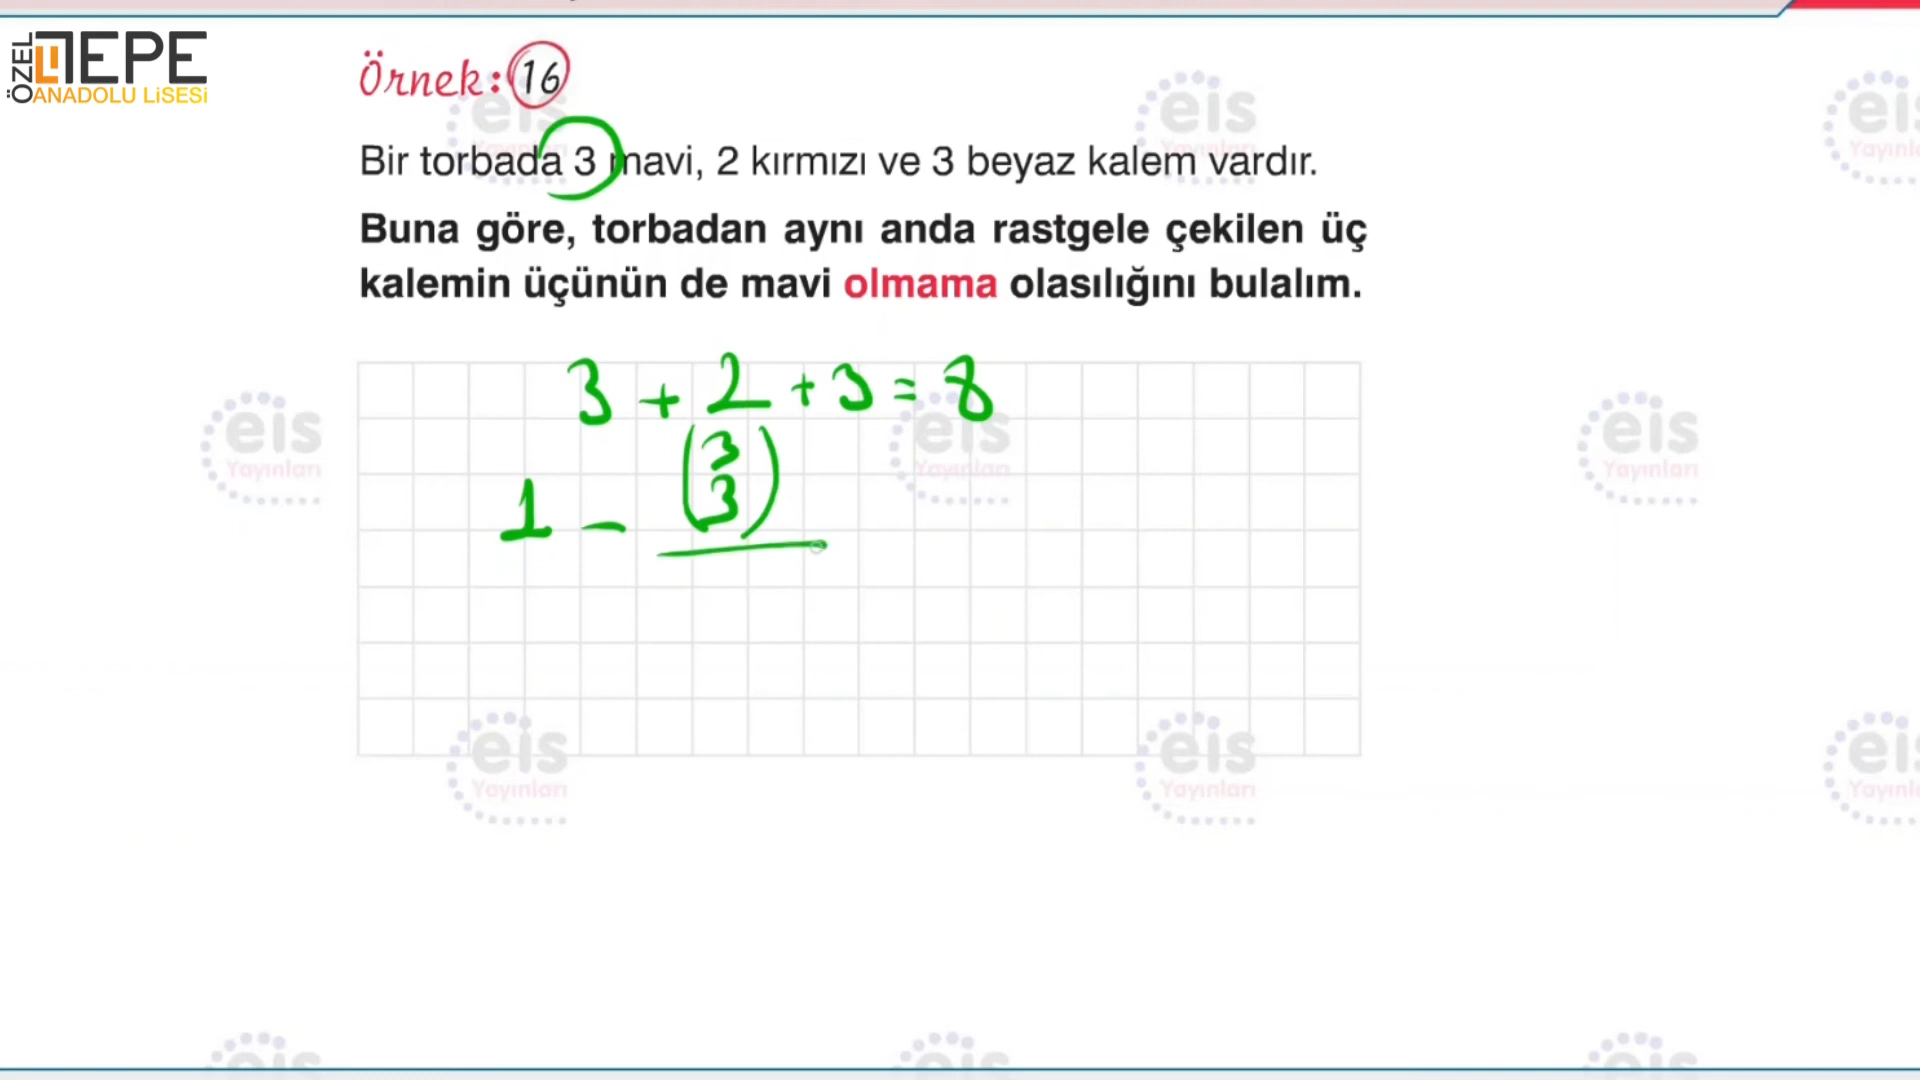 ÖZEL TEPE
ANADOLU LİSESİ
Örnek: 16
Bir torbada 3 mavi, 2 kırmızı ve 3 beyaz kalem vardır.
Buna göre, torbadan aynı anda rastgele çekilen üç
kalemin üçünün de mavi olmama olasılığını bulalım.
3 + 2 + 3 = 8
1 - (3
3)
eis
Yayınları